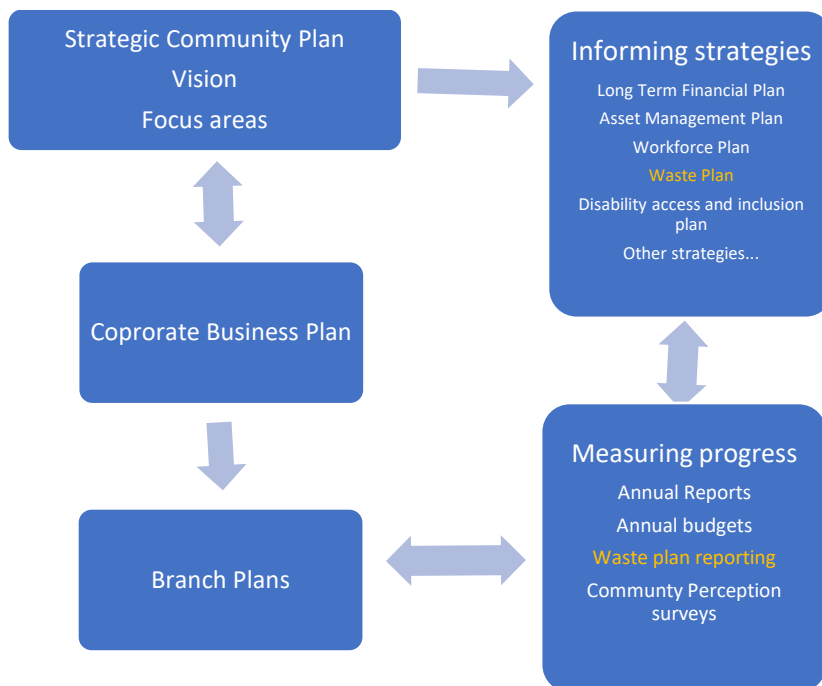 Strategic Community Plan
Vision
Focus areas
Informing strategies
Long Term Financial Plan
Asset Management Plan
Workforce Plan
Waste Plan
Disability access and inclusion
plan
Other strategies...
Coprorate Business Plan
Measuring progress
Annual Reports
Annual budgets
Waste plan reporting
Communty Perception
surveys
Branch Plans